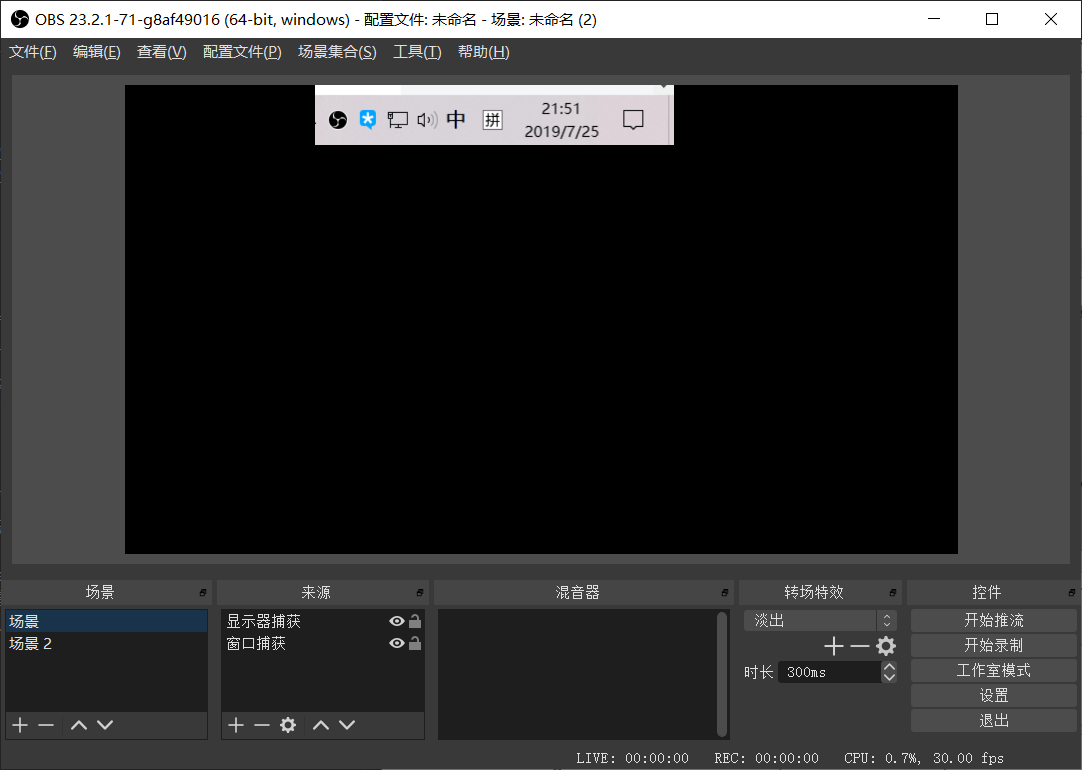 OBS 23.2.1-71-g8af49016 (64-bit, windows) - 配置文件: 未命名 - 场景: 未命名 (2)
文件(F) 编辑(E) 查看(V) 配置文件(P) 场景集合(S) 工具(T) 帮助(H)
中 拼 21:51
2019/7/25
场景 来源 混音器 转场特效 控件
场景
场景 2
显示器捕获
窗口捕获
淡出
时长 300ms
开始推流
开始录制
工作室模式
设置
退出
LIVE: 00:00:00 REC: 00:00:00 CPU: 0.7%, 30.00 fps